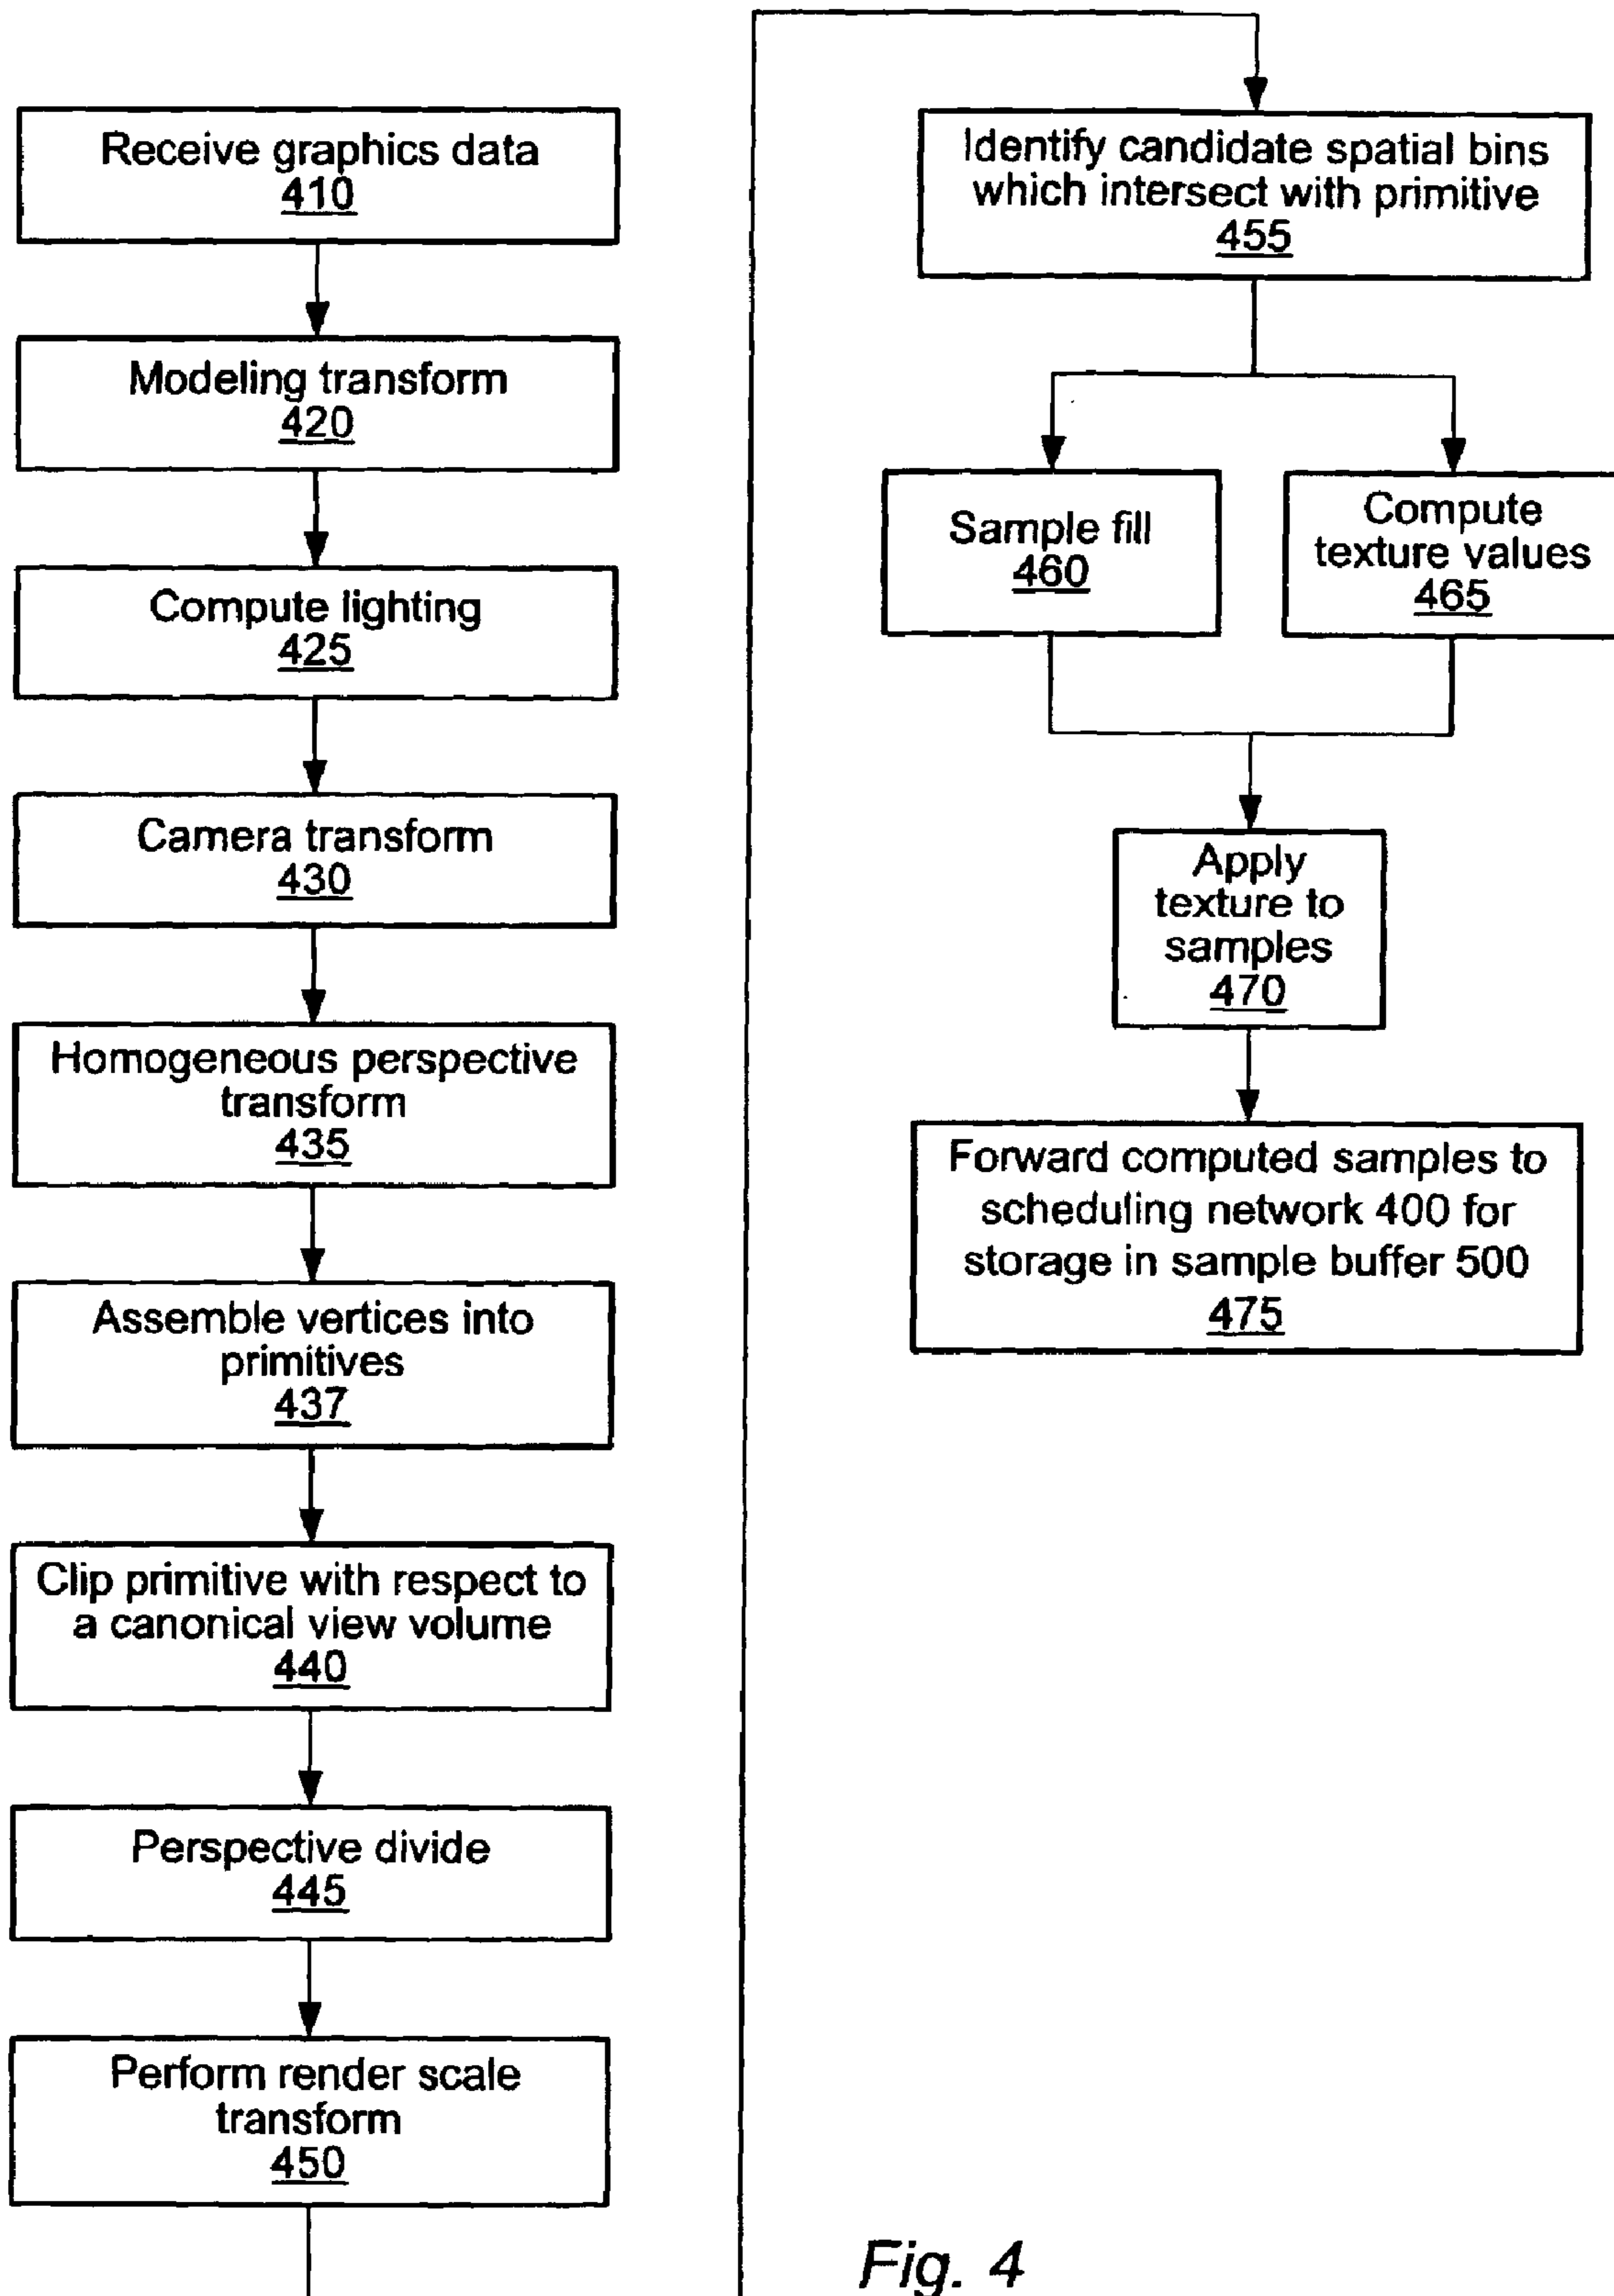 Receive graphics data
410
Modeling transform
420
Compute lighting
425
Camera transform
430
Homogeneous perspective
transform
435
Assemble vertices into
primitives
437
Clip primitive with respect to
a canonical view volume
440
Perspective divide
445
Perform render scale
transform
450
Identify candidate spatial bins
which intersect with primitive
455
Sample fill
460
Compute
texture values
465
Apply
texture to
samples
470
Forward computed samples to
scheduling network 400 for
storage in sample buffer 500
475
Fig. 4